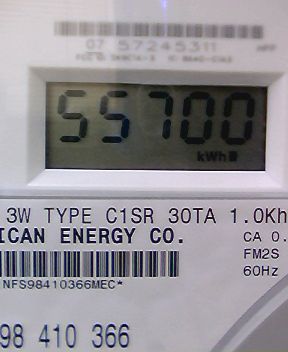 07 57245311
55700
kWh
3W TYPE C1SR 30TA 1.0Kh
ICAN ENERGY CO.
CA 0.
FM2S
60Hz
NFS98410366MEC*
98 410 366